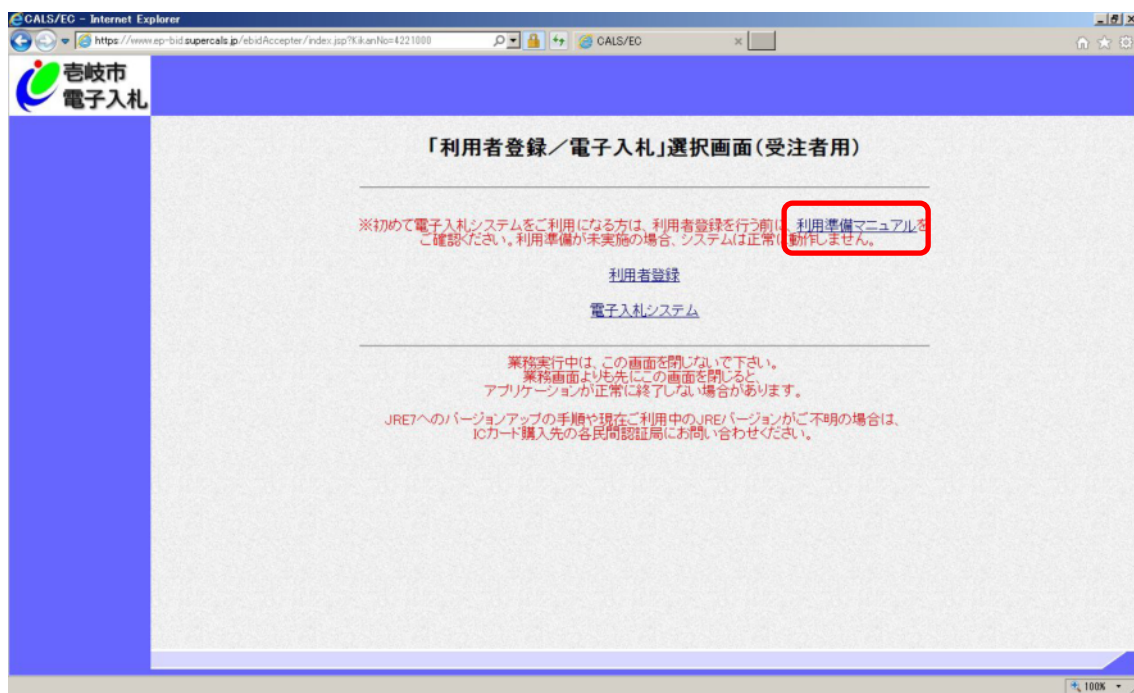 CALS/EC - Internet Explorer
https://www.ep-bid.supercals.jp/ebidAccepter/index.jsp?KikanNo=4221000
CALS/EC
壱岐市
電子入札
「利用者登録／電子入札」選択画面(受注者用)
※初めて電子入札システムをご利用になる方は、利用者登録を行う前に、利用準備マニュアルを
ご確認ください。利用準備が未実施の場合、システムは正常に動作しません。
利用者登録
電子入札システム
業務実行中は、この画面を閉じないで下さい。
業務画面よりも先にこの画面を閉じると、
アプリケーションが正常に終了しない場合があります。
JRE7へのバージョンアップの手順や現在ご利用中のJREバージョンがご不明の場合は、
ICカード購入先の各民間認証局にお問い合わせください。
100%